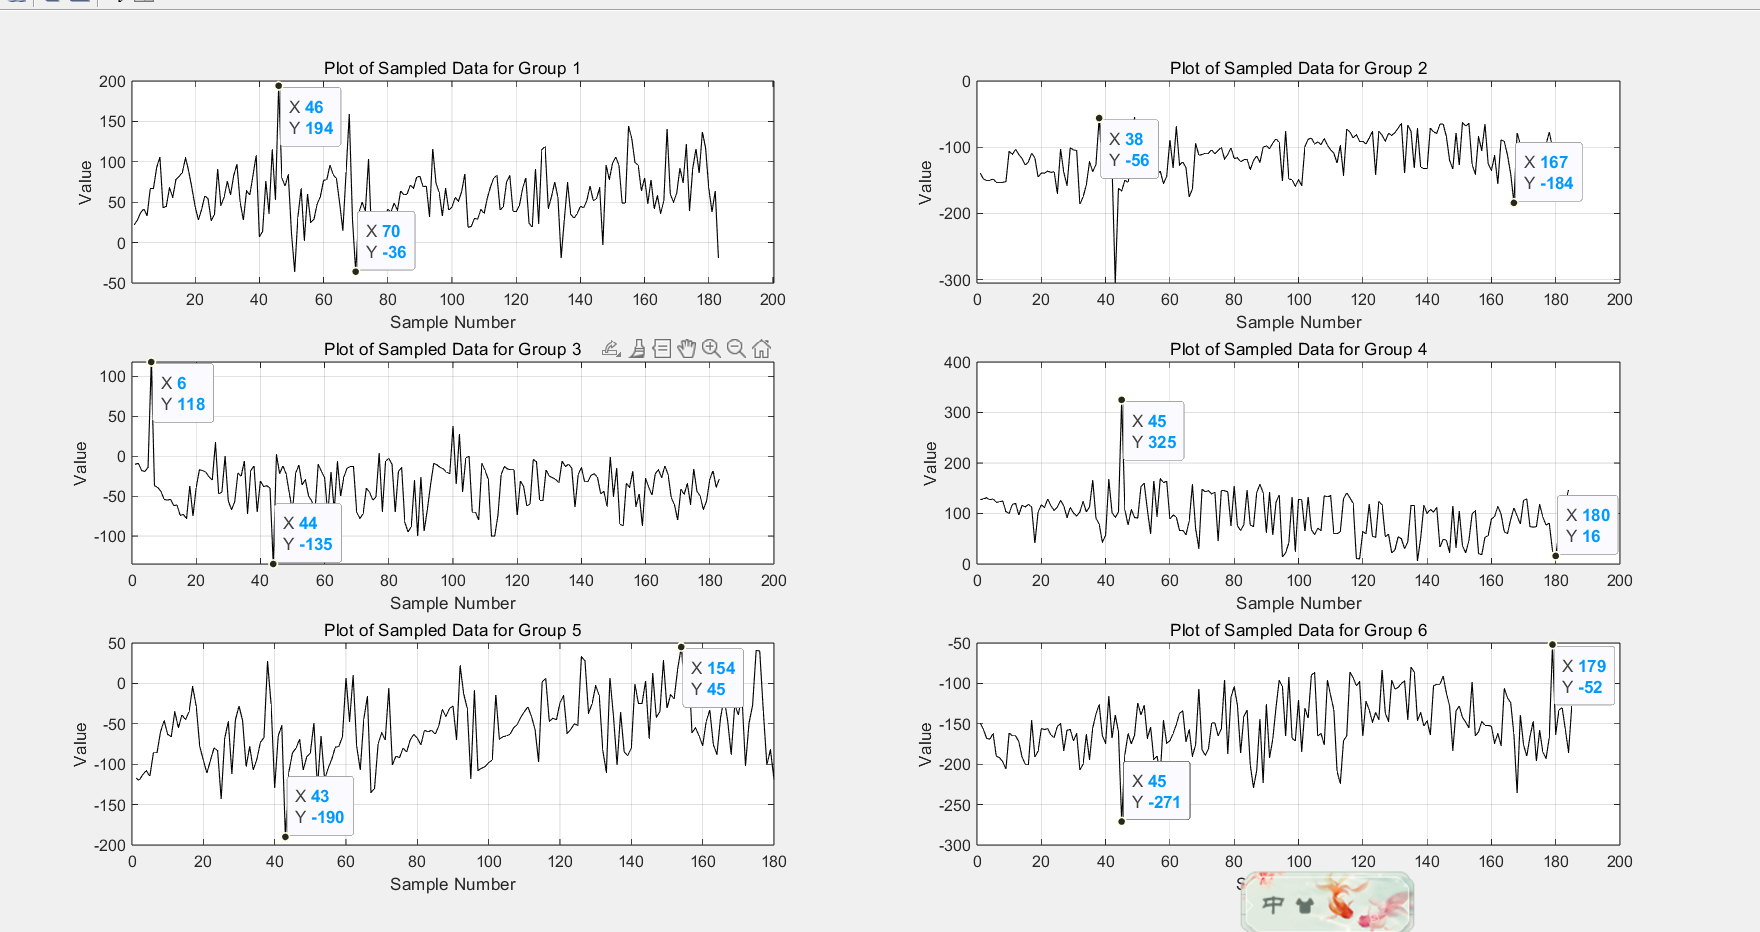 Plot of Sampled Data for Group 1
200
150
100
50
0
-50
Value
X 46
Y 194
X 70
Y -36
20 40 60 80 100 120 140 160 180 200
Sample Number
Plot of Sampled Data for Group 2
0
-100
-200
-300
Value
X 38
Y -56
X 167
Y -184
0 20 40 60 80 100 120 140 160 180 200
Sample Number
Plot of Sampled Data for Group 3
100
50
0
-50
-100
Value
X 6
Y 118
X 44
Y -135
0 20 40 60 80 100 120 140 160 180 200
Sample Number
Plot of Sampled Data for Group 4
400
300
200
100
0
Value
X 45
Y 325
X 180
Y 16
0 20 40 60 80 100 120 140 160 180 200
Sample Number
Plot of Sampled Data for Group 5
50
0
-50
-100
-150
-200
Value
X 154
Y 45
X 43
Y -190
0 20 40 60 80 100 120 140 160 180
Sample Number
Plot of Sampled Data for Group 6
-50
-100
-150
-200
-250
-300
Value
X 179
Y -52
X 45
Y -271
0 20 40 60 80 100 120 140 160 180 200
中